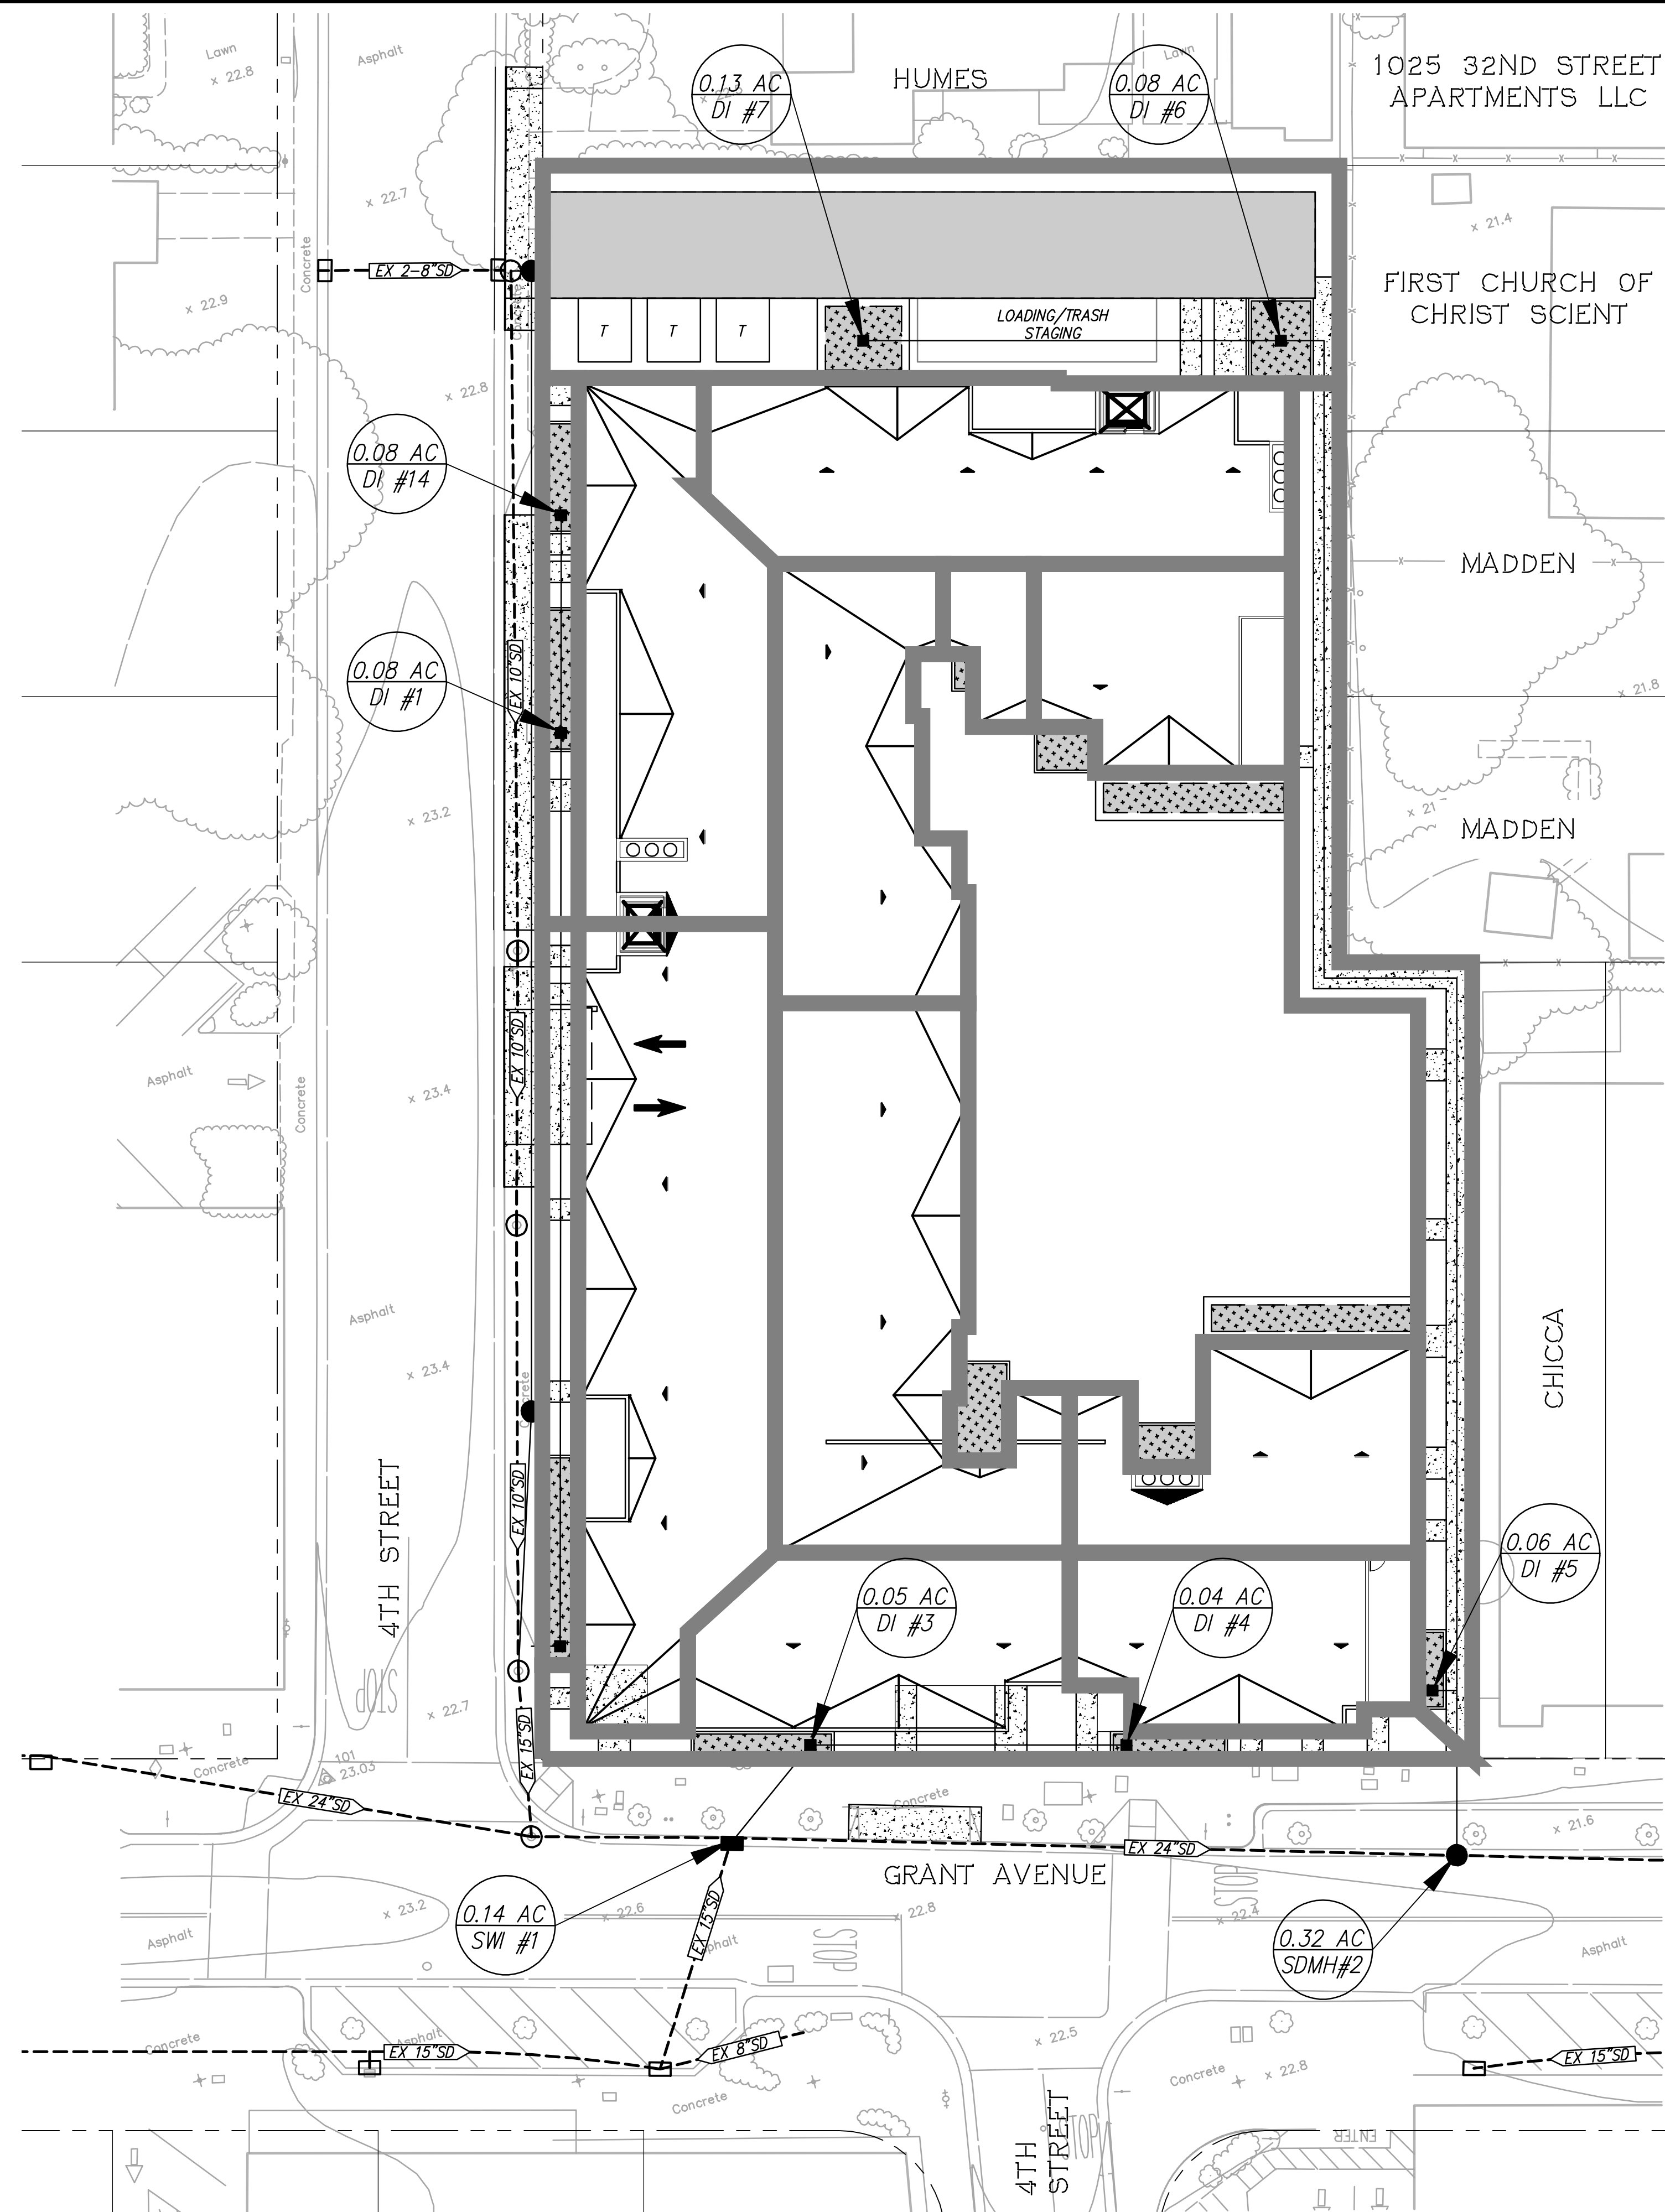 Lawn
x 22.8
Asphalt
0.13 AC
DI #7
HUMES
0.08 AC
DI #6
Lawn
1025 32ND STREET
APARTMENTS LLC
x 22.7
x 21.4
Concrete
EX 2-8"SD
FIRST CHURCH OF
CHRIST SCIENT
x 22.9
T
T
T
LOADING/TRASH
STAGING
x 22.8
0.08 AC
DI #14
MADDEN
0.08 AC
DI #1
EX 10"SD
x 21.8
x 23.2
x 21
MADDEN
EX 10"SD
Asphalt
Concrete
x 23.4
Asphalt
x 23.4
Concrete
CHICCA
4TH STREET
EX 10"SD
0.06 AC
DI #5
0.05 AC
DI #3
0.04 AC
DI #4
STOP
x 22.7
EX 15"SD
Concrete
101
23.03
EX 24"SD
Concrete
EX 24"SD
x 21.6
GRANT AVENUE
0.14 AC
SWI #1
x 23.2
x 22.6
x 22.8
STOP
x 22.4
Asphalt
EX 15"SD
Asphalt
STOP
0.32 AC
SDMH#2
Asphalt
Concrete
Asphalt
EX 15"SD
EX 8"SD
x 22.5
Concrete
x 22.8
EX 15"SD
Concrete
4TH
STREET
STOP
ENTER